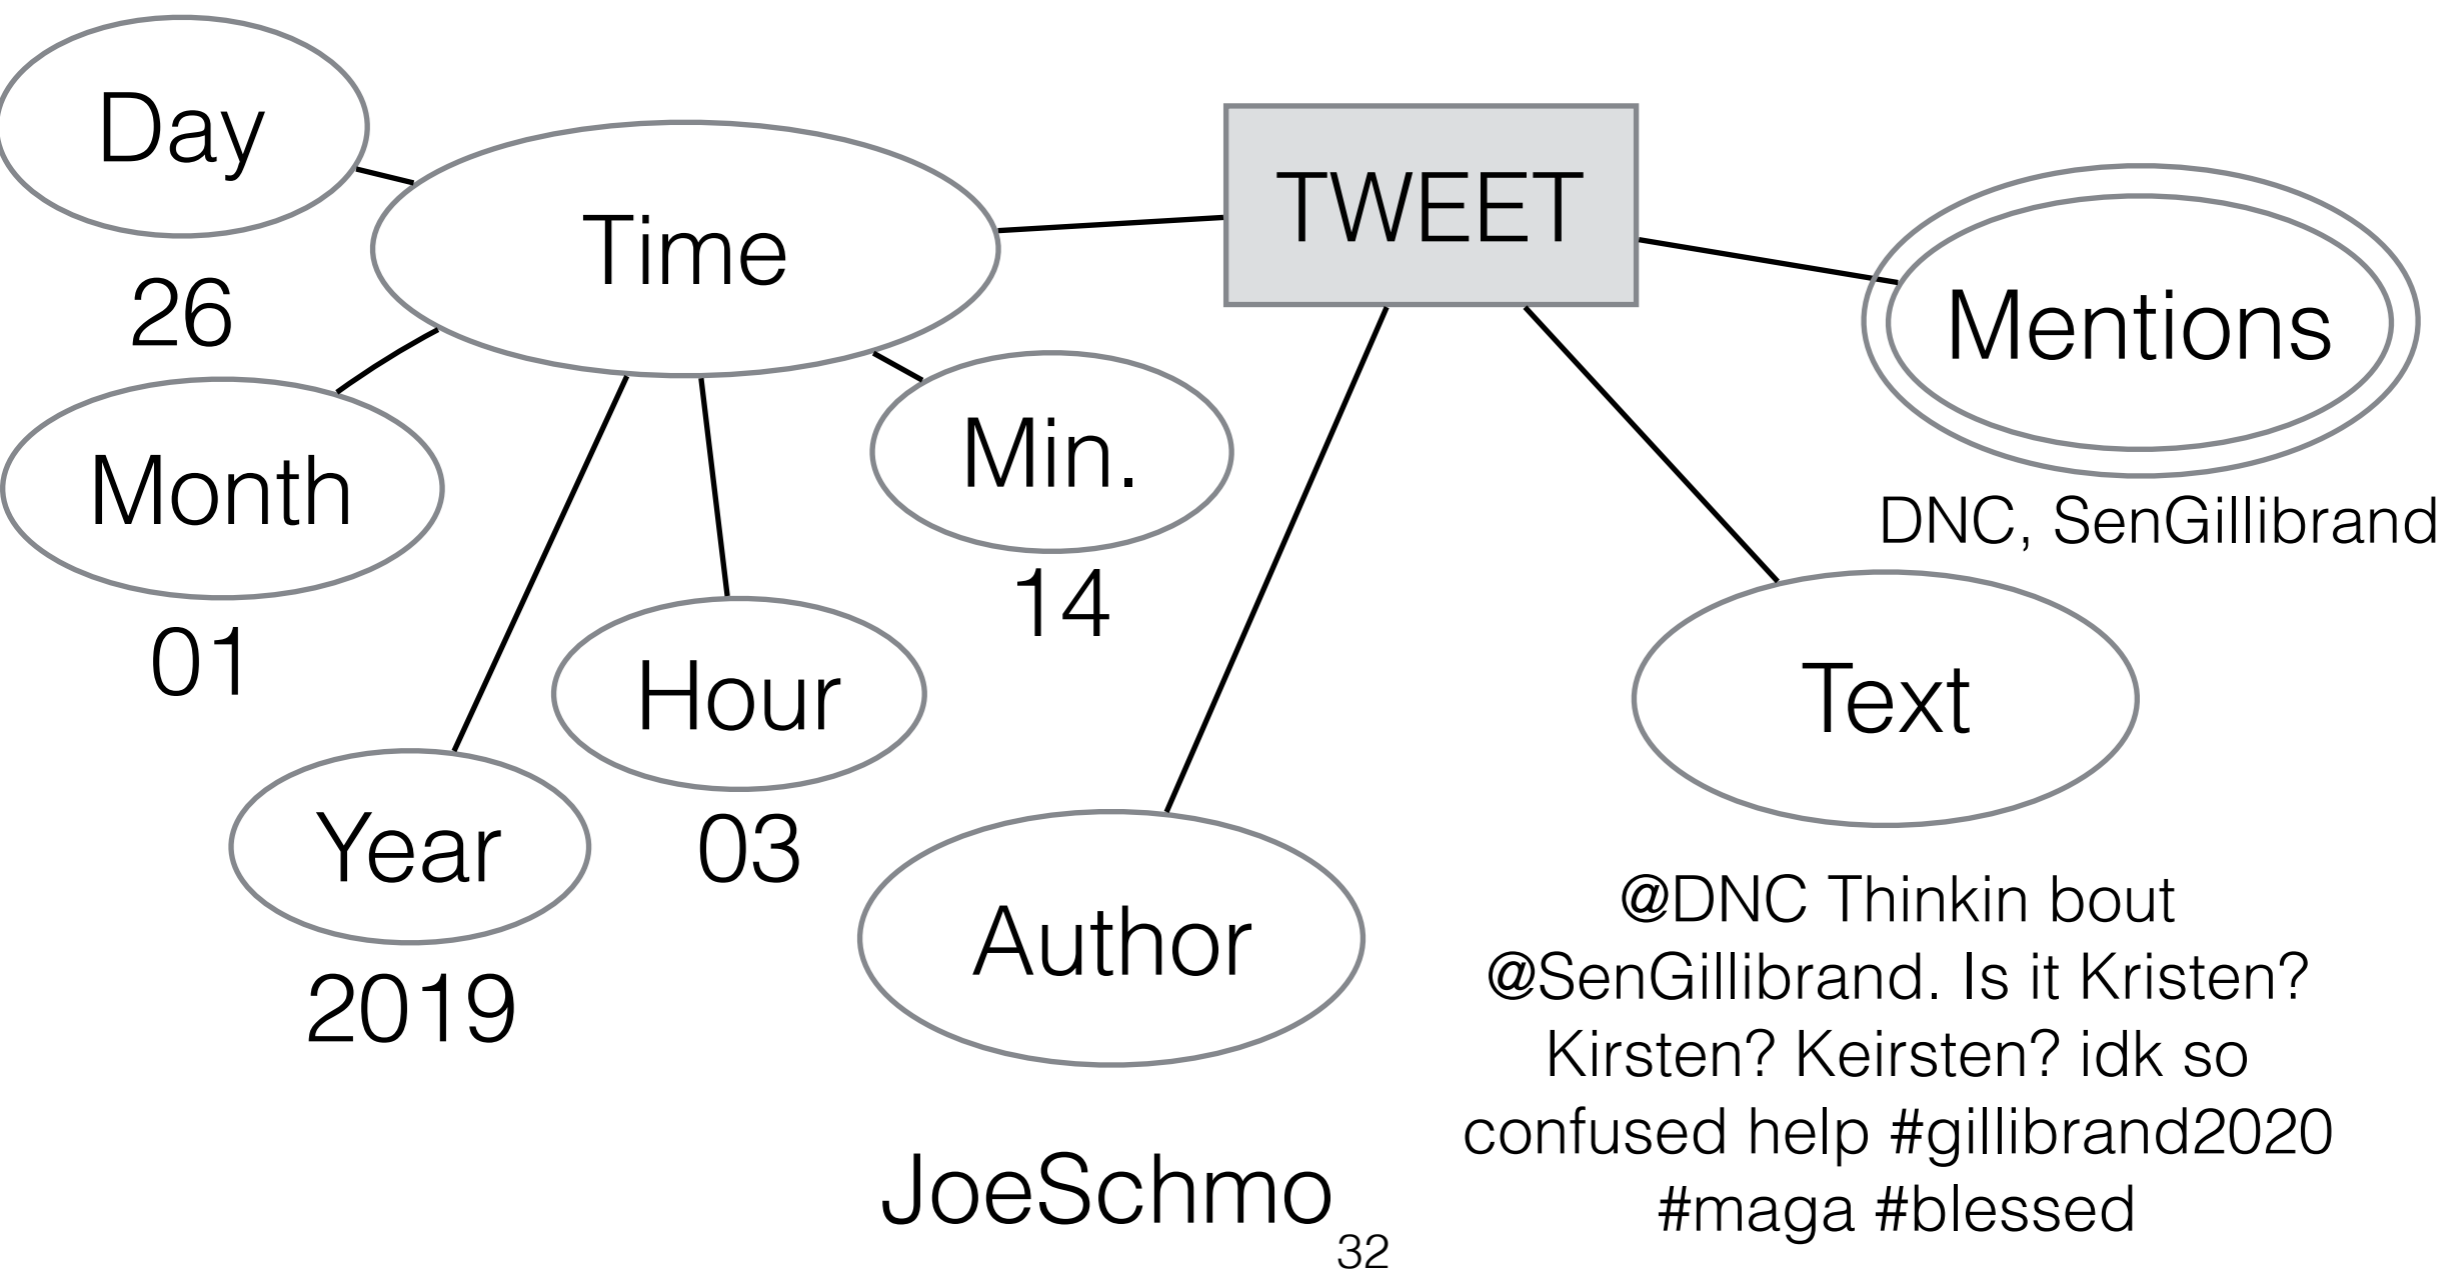 Day
26
Time
TWEET
Mentions
DNC, SenGillibrand
Month
01
Min.
14
Hour
03
Year
2019
Text
@DNC Thinkin bout
@SenGillibrand. Is it Kristen?
Kirsten? Keirsten? idk so
confused help #gillibrand2020
#maga #blessed
Author
JoeSchmo
32